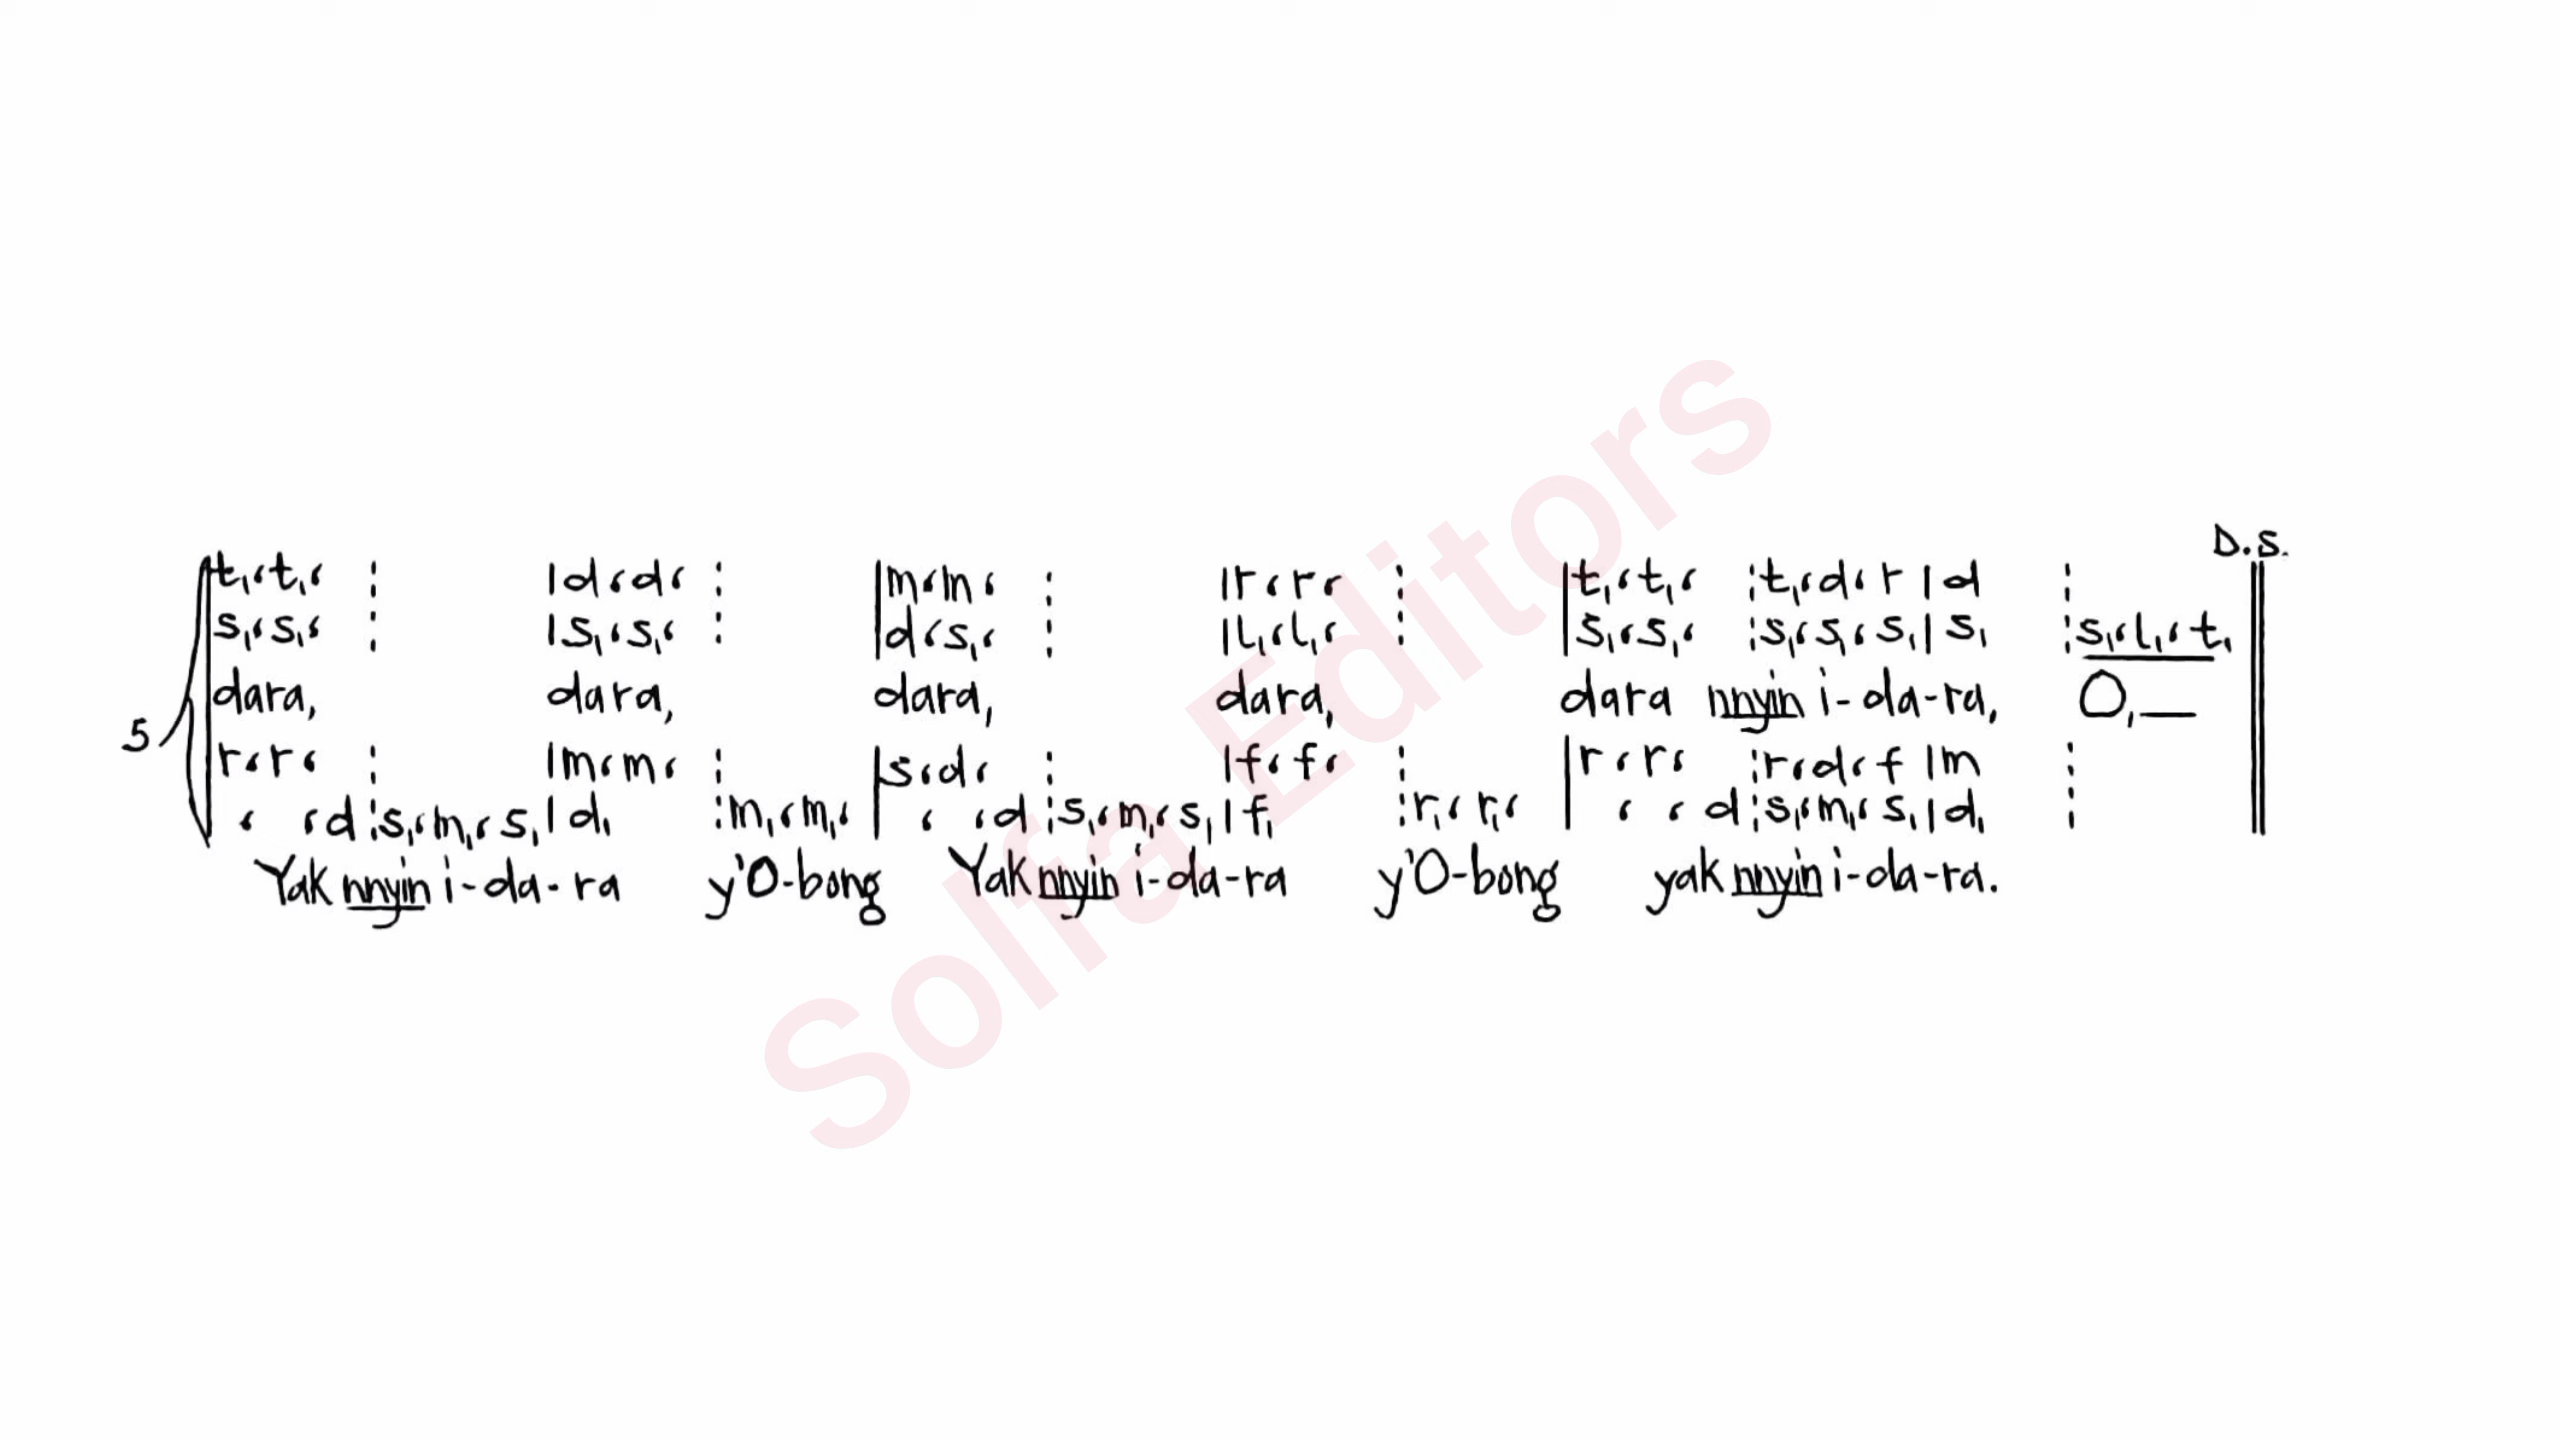 D.S.
t,‘t,‘ : |d‘d‘ : |m‘m‘ : |r‘r‘ : |t,‘t,‘ :t,‘d‘r|d :
s,‘s,‘ : |s,‘s,‘ : |d‘s,‘ : |l,‘l,‘ : |s,‘s,‘ :s,‘s,‘s,|s, :s,‘l,‘t,
dara, dara, dara, dara, dara nnyin i-da-ra, O,—
5
r‘r‘ : |m‘m‘ : |s‘d‘ : |f‘f‘ : |r‘r‘ :r‘d‘f|m :
‘ ‘d:s,‘m,‘s,|d, :m,‘m,‘| ‘ ‘d:s,‘m,‘s,|f, :r,‘r,‘| ‘ ‘d:s,‘m,‘s,|d, :
Yak nnyin i-da-ra y'O-bong Yak nnyin i-da-ra y'O-bong yak nnyin i-da-ra.
Solfa Editors